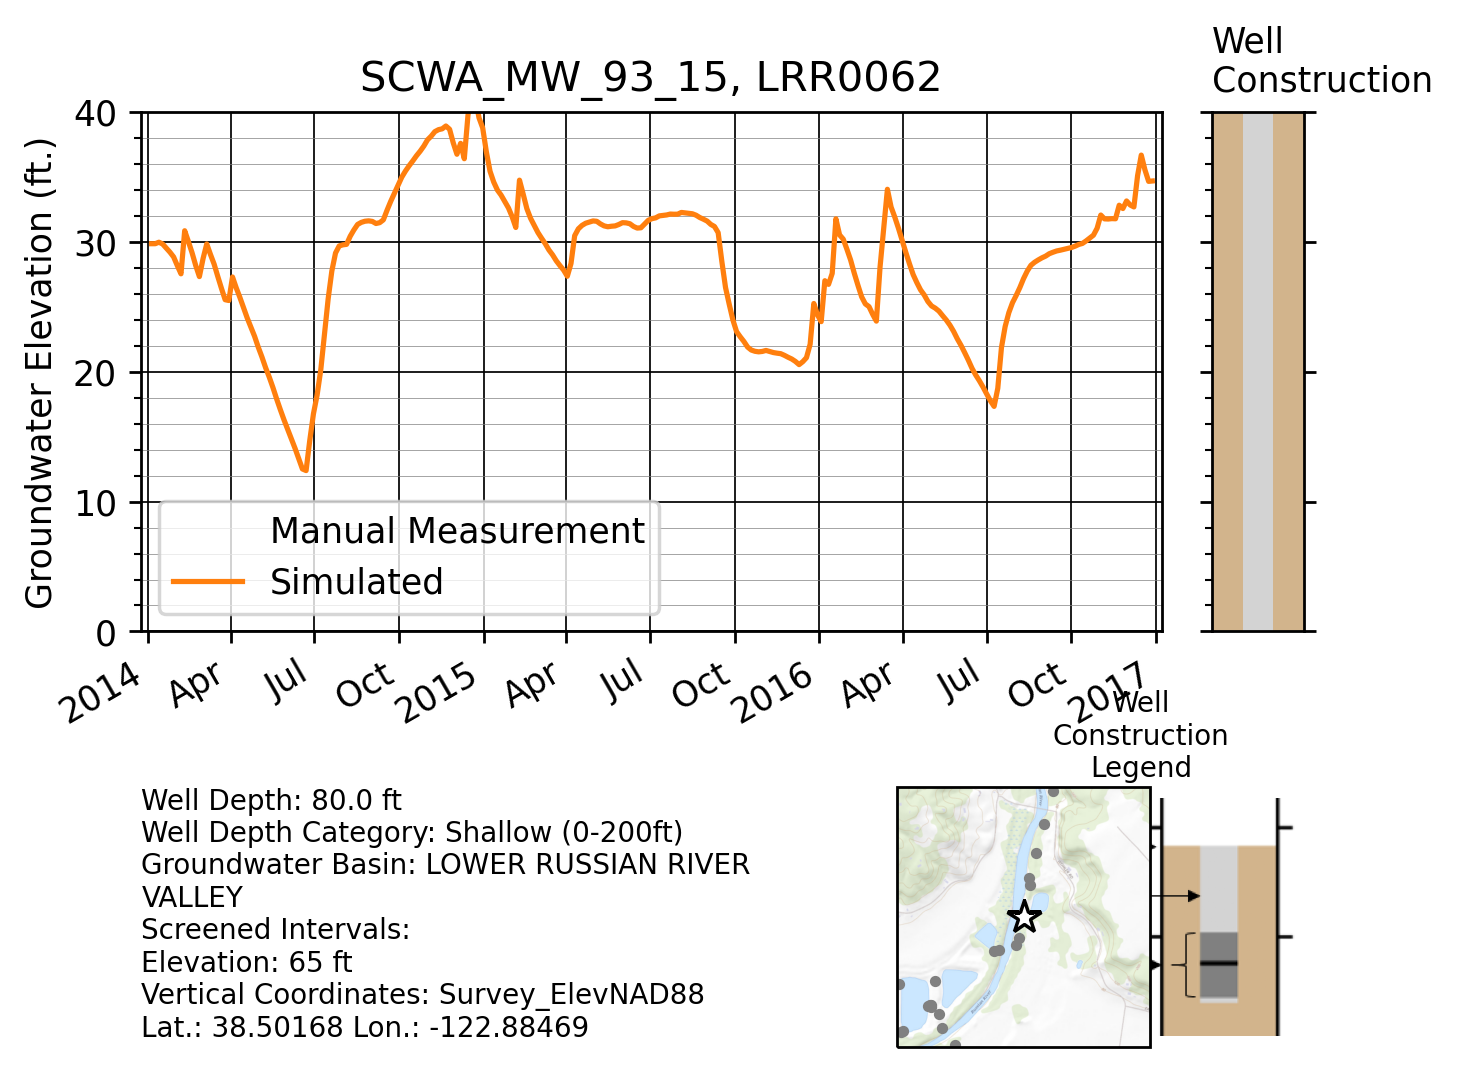 Well
Construction
SCWA_MW_93_15, LRR0062
Groundwater Elevation (ft.)
40
30
20
10
0
Manual Measurement
Simulated
2014
Apr
Jul
Oct
2015
Apr
Jul
Oct
2016
Apr
Jul
Oct
2017
Well
Construction
Legend
Well Depth: 80.0 ft
Well Depth Category: Shallow (0-200ft)
Groundwater Basin: LOWER RUSSIAN RIVER
VALLEY
Screened Intervals:
Elevation: 65 ft
Vertical Coordinates: Survey_ElevNAD88
Lat.: 38.50168 Lon.: -122.88469